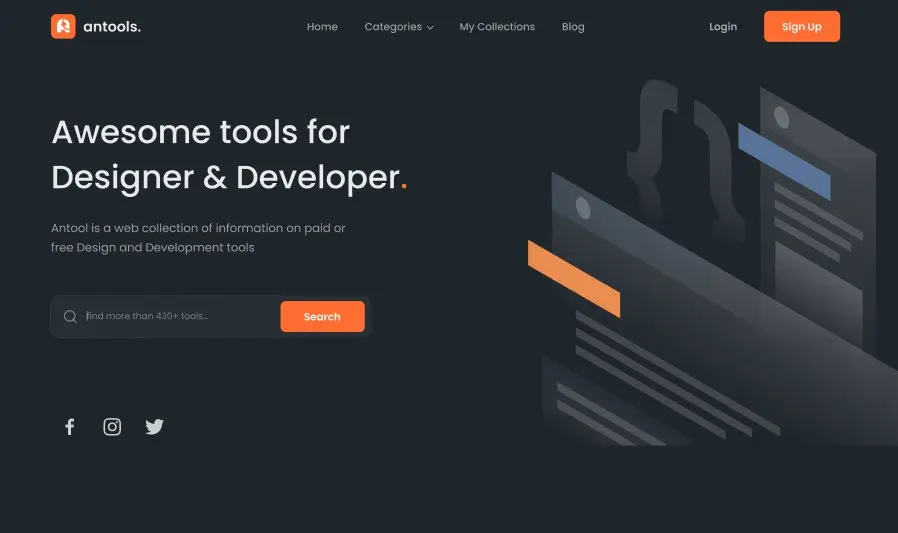 antools.
Home Categories My Collections Blog Login Sign Up
Awesome tools for
Designer & Developer.
Antool is a web collection of information on paid or
free Design and Development tools
find more than 430+ tools...
Search